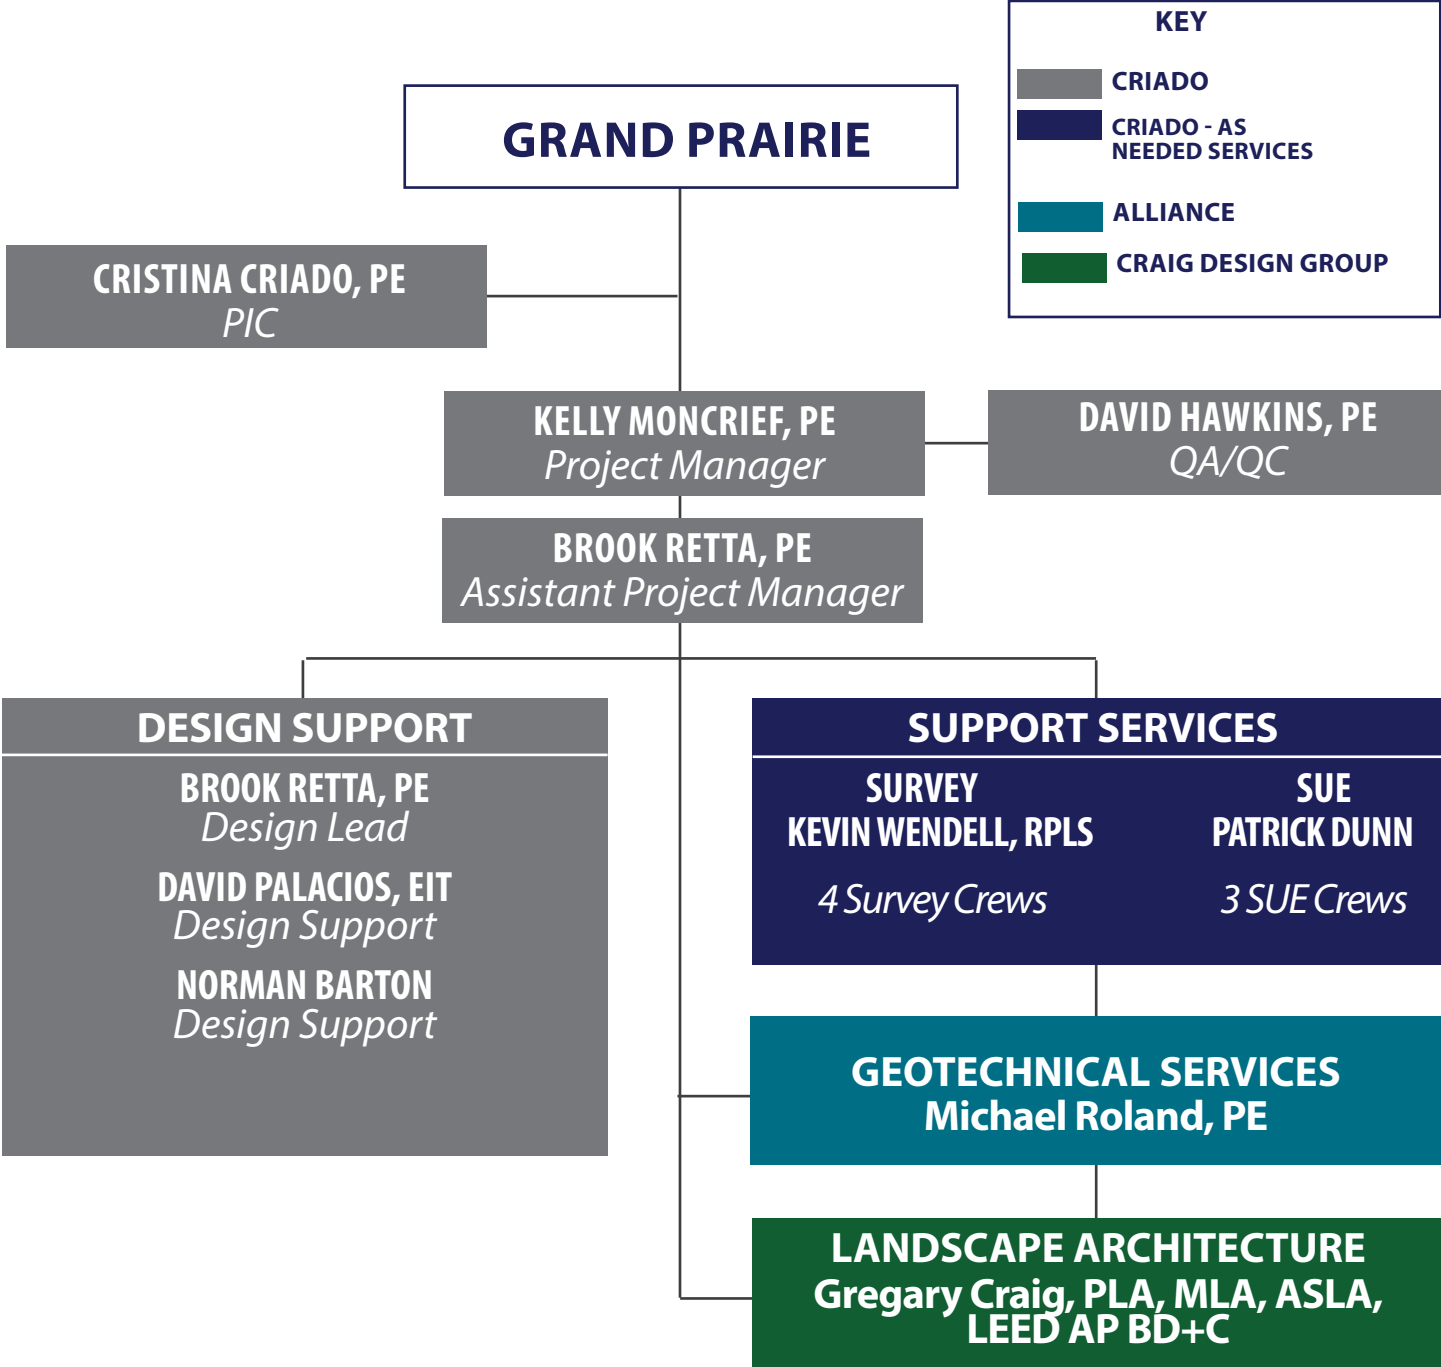 KEY
CRIADO
CRIADO - AS
NEEDED SERVICES
ALLIANCE
CRAIG DESIGN GROUP
GRAND PRAIRIE
CRISTINA CRIADO, PE
PIC
KELLY MONCRIEF, PE
Project Manager
DAVID HAWKINS, PE
QA/QC
BROOK RETTA, PE
Assistant Project Manager
DESIGN SUPPORT
BROOK RETTA, PE
Design Lead
DAVID PALACIOS, EIT
Design Support
NORMAN BARTON
Design Support
SUPPORT SERVICES
SURVEY
KEVIN WENDELL, RPLS
4 Survey Crews
SUE
PATRICK DUNN
3 SUE Crews
GEOTECHNICAL SERVICES
Michael Roland, PE
LANDSCAPE ARCHITECTURE
Gregary Craig, PLA, MLA, ASLA,
LEED AP BD+C